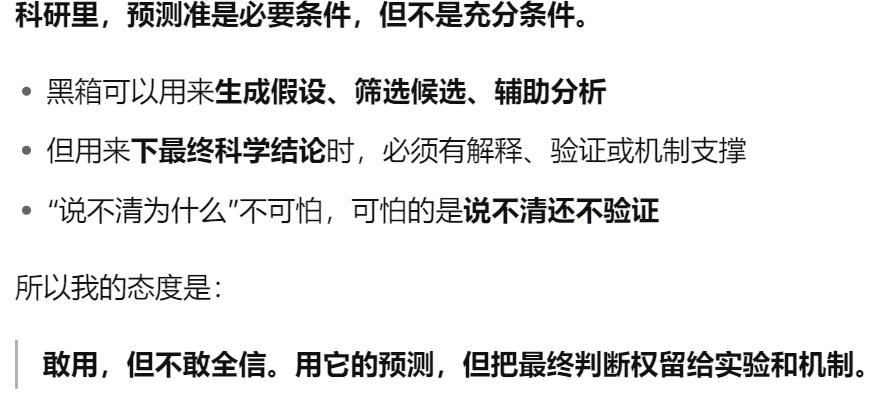 科研里，预测准是必要条件，但不是充分条件。
• 黑箱可以用来生成假设、筛选候选、辅助分析
• 但用来下最终科学结论时，必须有解释、验证或机制支撑
• “说不清为什么”不可怕，可怕的是说不清还不验证
所以我的态度是：
敢用，但不敢全信。用它的预测，但把最终判断权留给实验和机制。